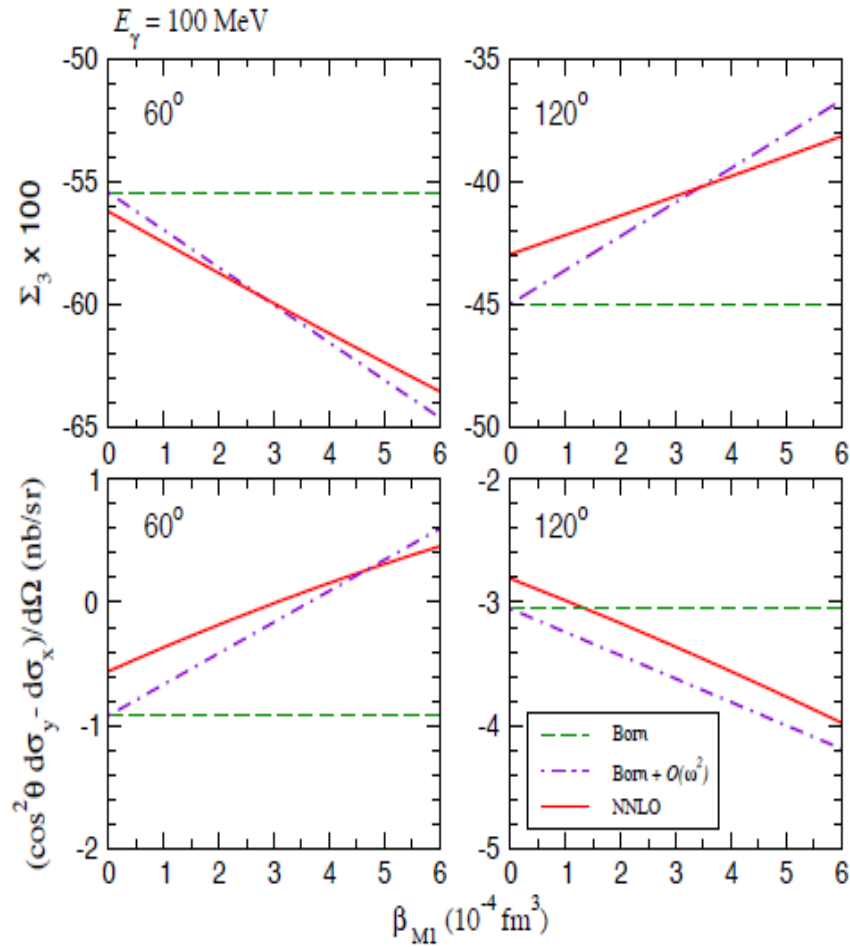 E_γ = 100 MeV
-50
-55
-60
-65
60°
0 1 2 3 4 5 6
Σ₃ x 100
-35
-40
-45
-50
120°
0 1 2 3 4 5 6
1
0
-1
-2
60°
0 1 2 3 4 5 6
(cos²θ dσ_y - dσ_x)/dΩ (nb/sr)
-2
-3
-4
-5
120°
Born
Born + O(ω²)
NNLO
0 1 2 3 4 5 6
β_M1 (10⁻⁴ fm³)